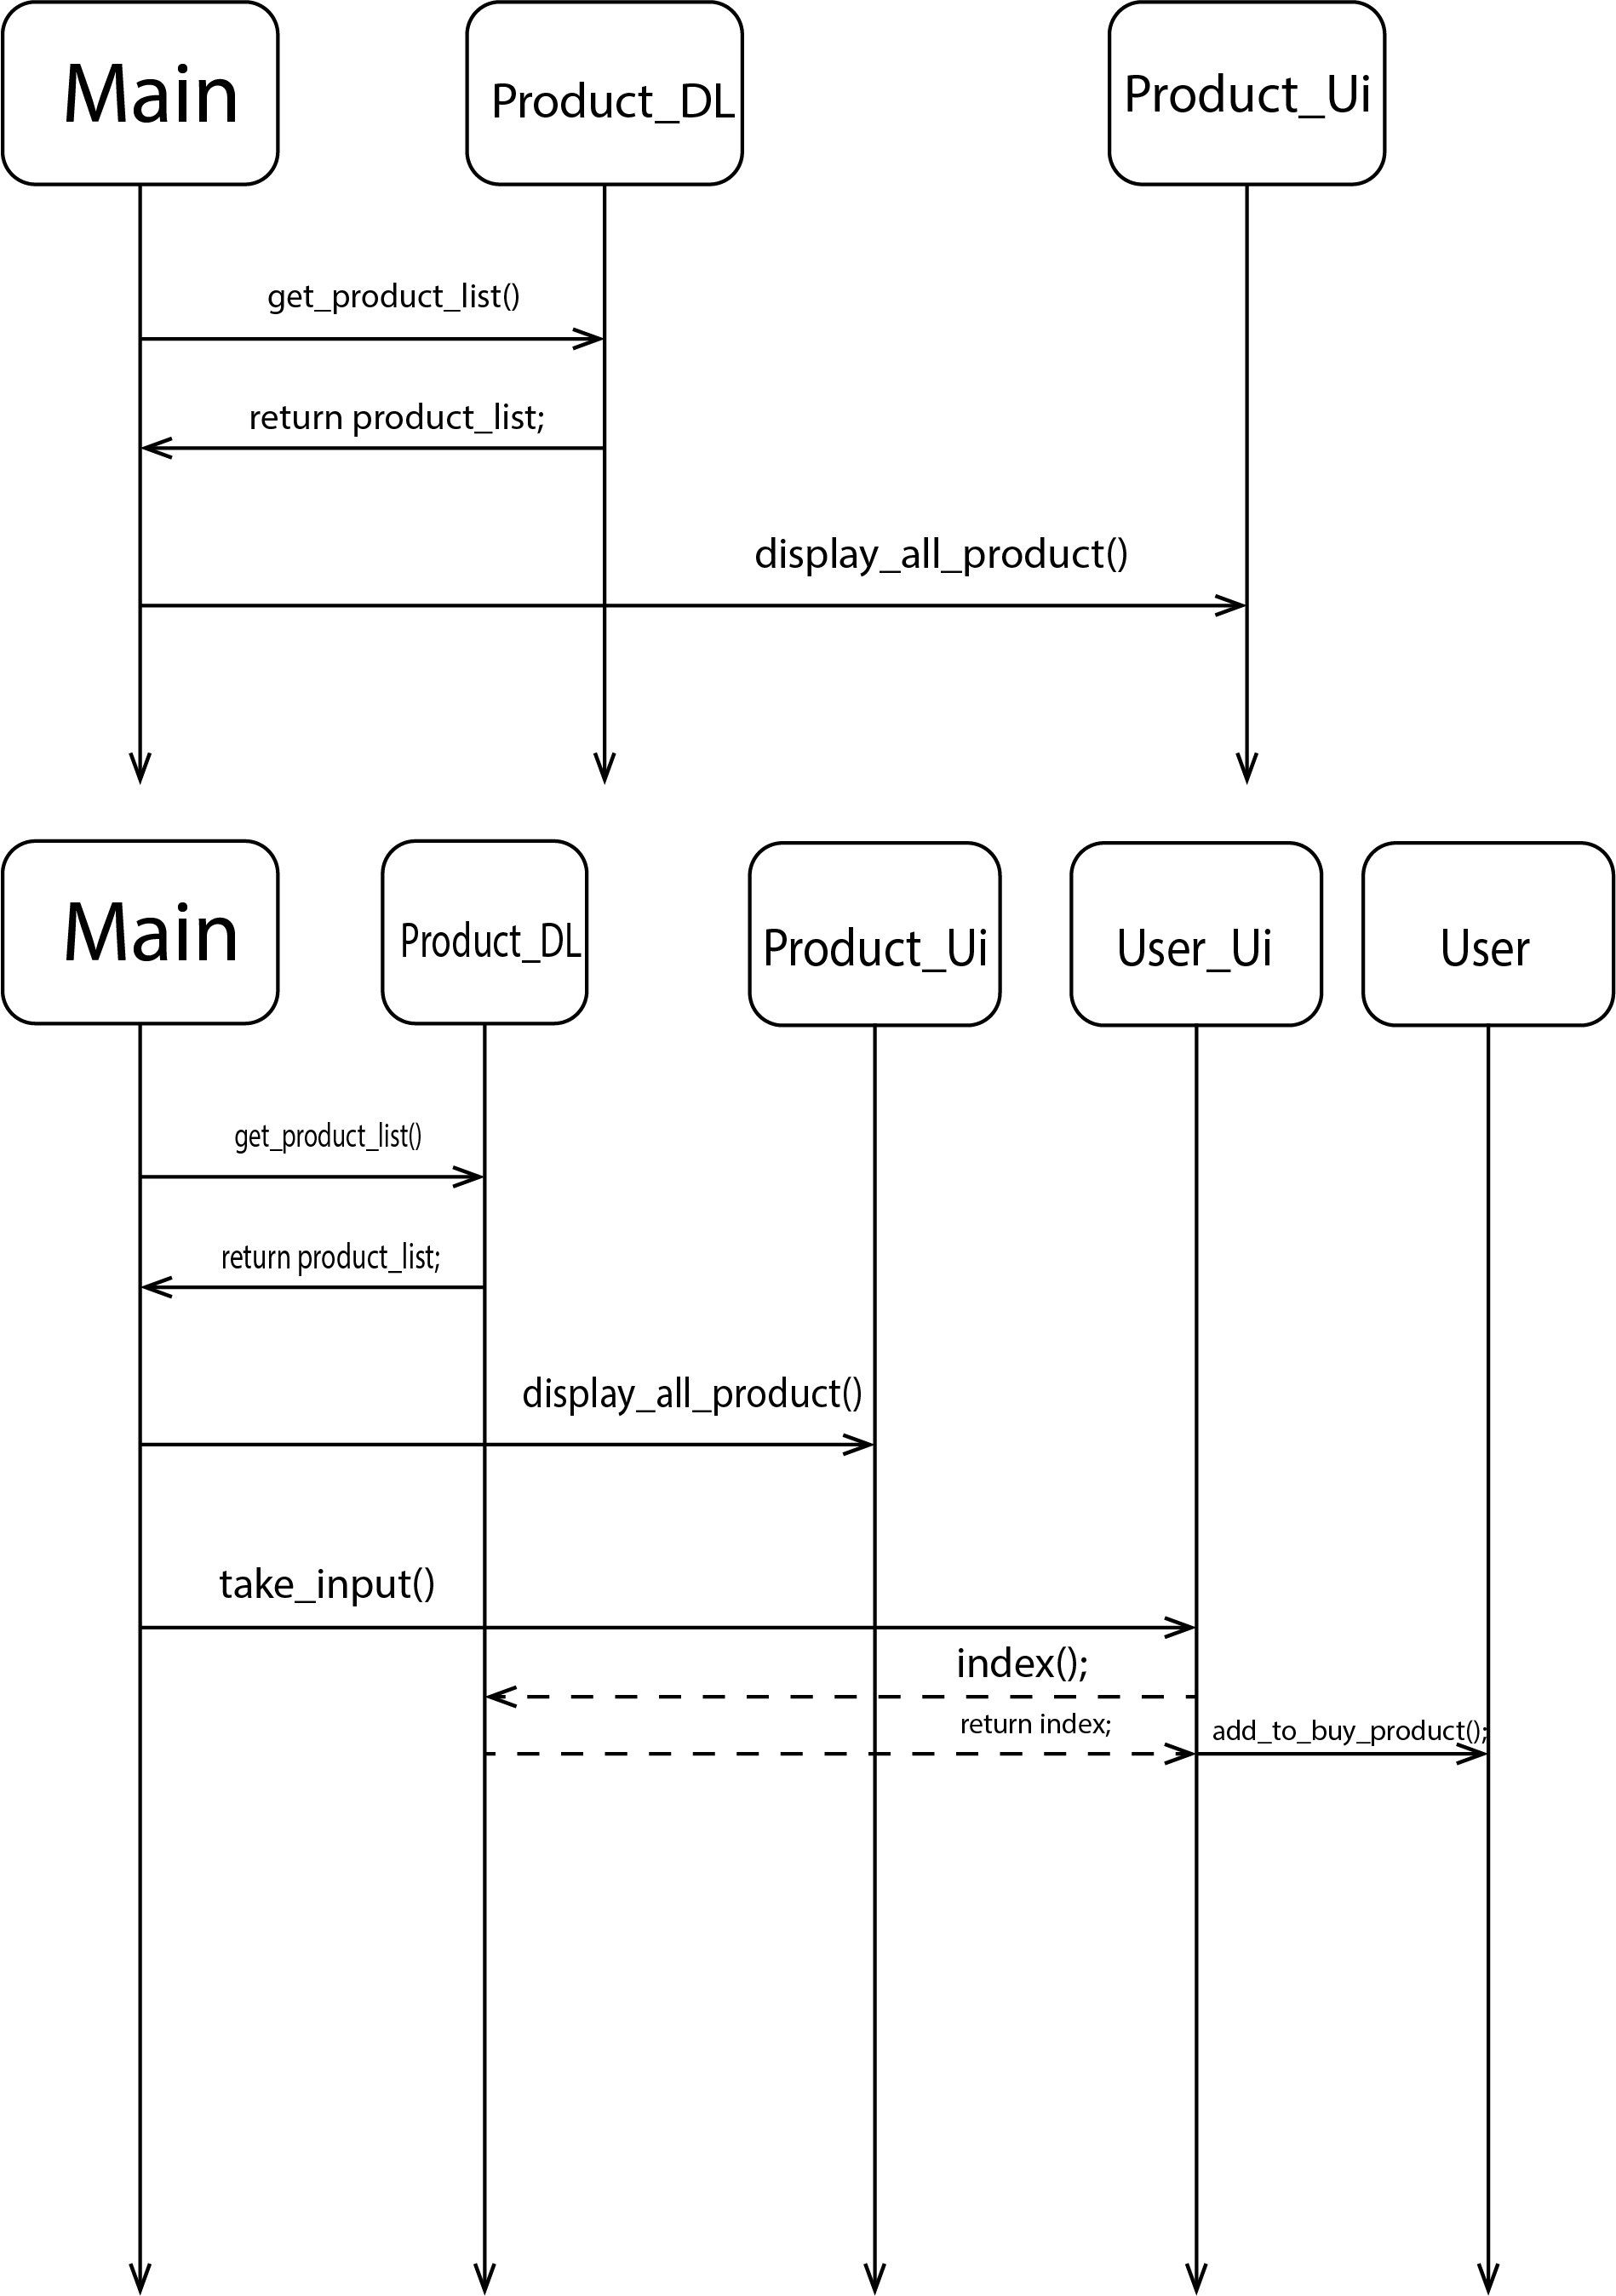 Main
Product_DL
Product_Ui
get_product_list()
return product_list;
display_all_product()
Main
Product_DL
Product_Ui
User_Ui
User
get_product_list()
return product_list;
display_all_product()
take_input()
index();
return index;
add_to_buy_product();